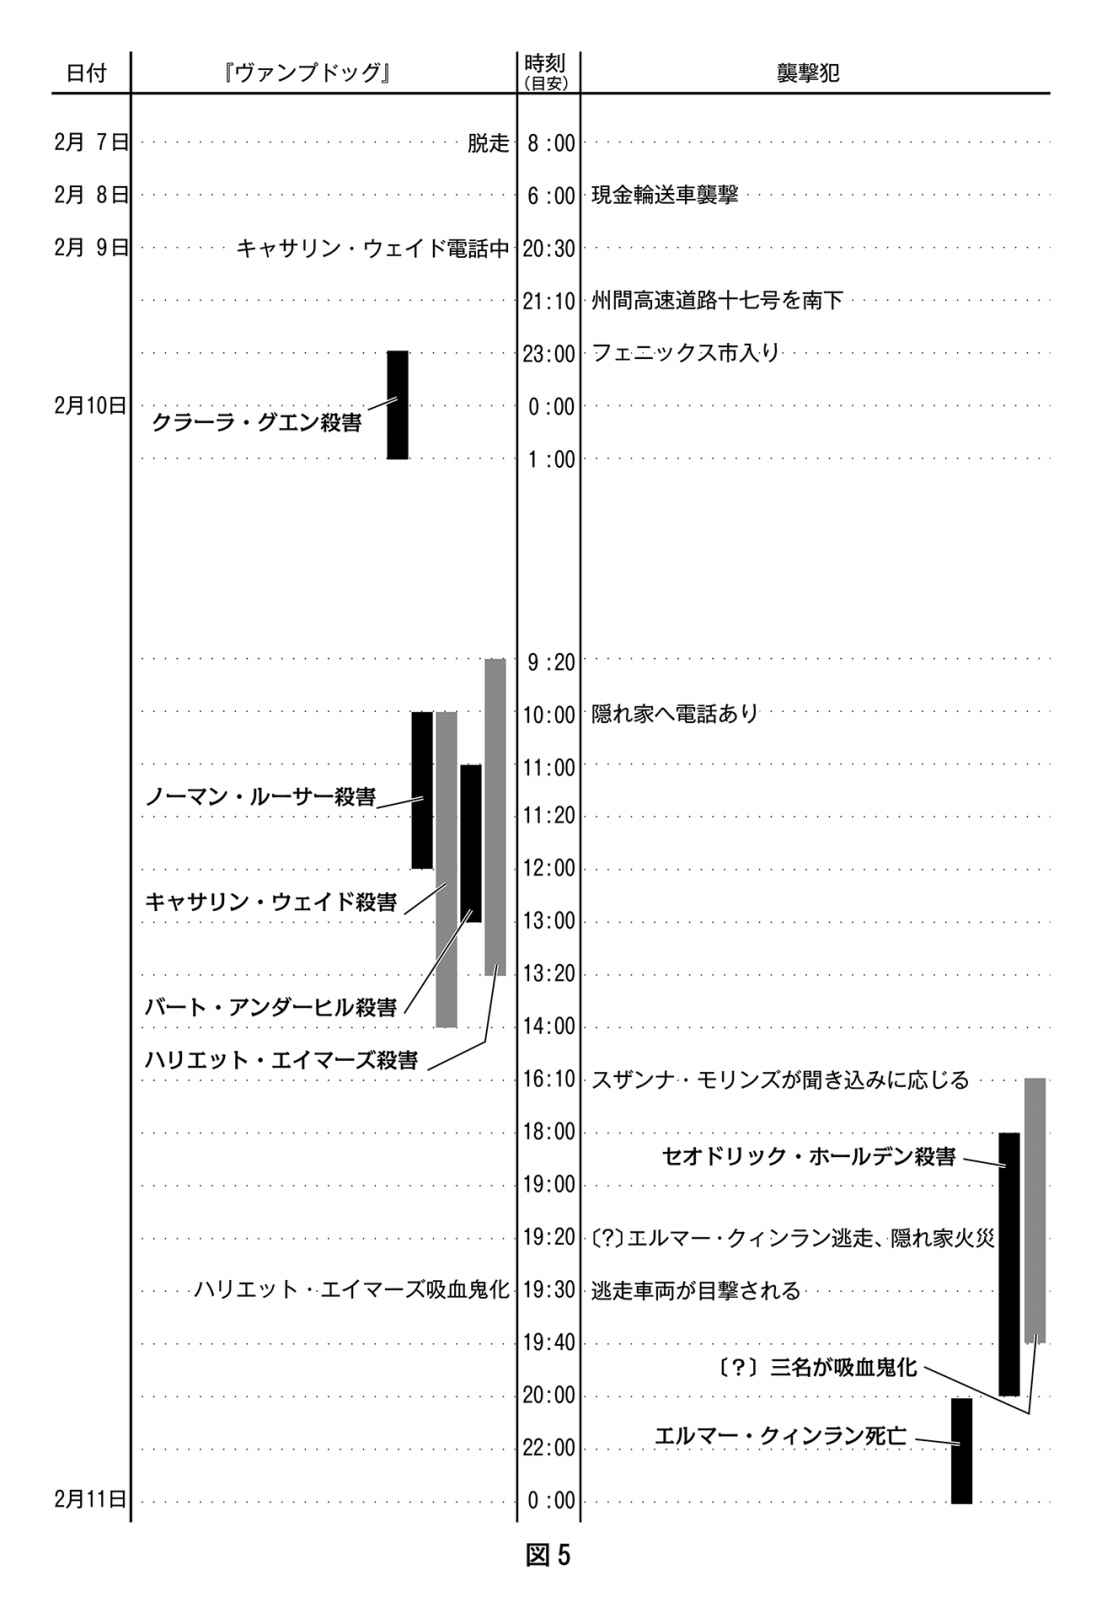 日付 『ヴァンプドッグ』 時刻 襲撃犯
(目安)
2月 7日 脱走 8:00
2月 8日 6:00 現金輪送車襲撃
2月 9日 キャサリン・ウェイド電話中 20:30
21:10 州間高速道路十七号を南下
23:00 フェニックス市入り
2月10日 0:00
クラーラ・グエン殺害
1:00
9:20
10:00 隠れ家へ電話あり
11:00
ノーマン・ルーサー殺害
11:20
12:00
キャサリン・ウェイド殺害
13:00
13:20
バート・アンダーヒル殺害
14:00
ハリエット・エイマーズ殺害
16:10 スザンナ・モリンズが聞き込みに応じる
18:00
セオドリック・ホールデン殺害
19:00
19:20 〔?〕エルマー・クィンラン逃走、隠れ家火災
ハリエット・エイマーズ吸血鬼化 19:30 逃走車両が目撃される
19:40
〔？〕三名が吸血鬼化
20:00
エルマー・クィンラン死亡
22:00
2月11日 0:00
図5